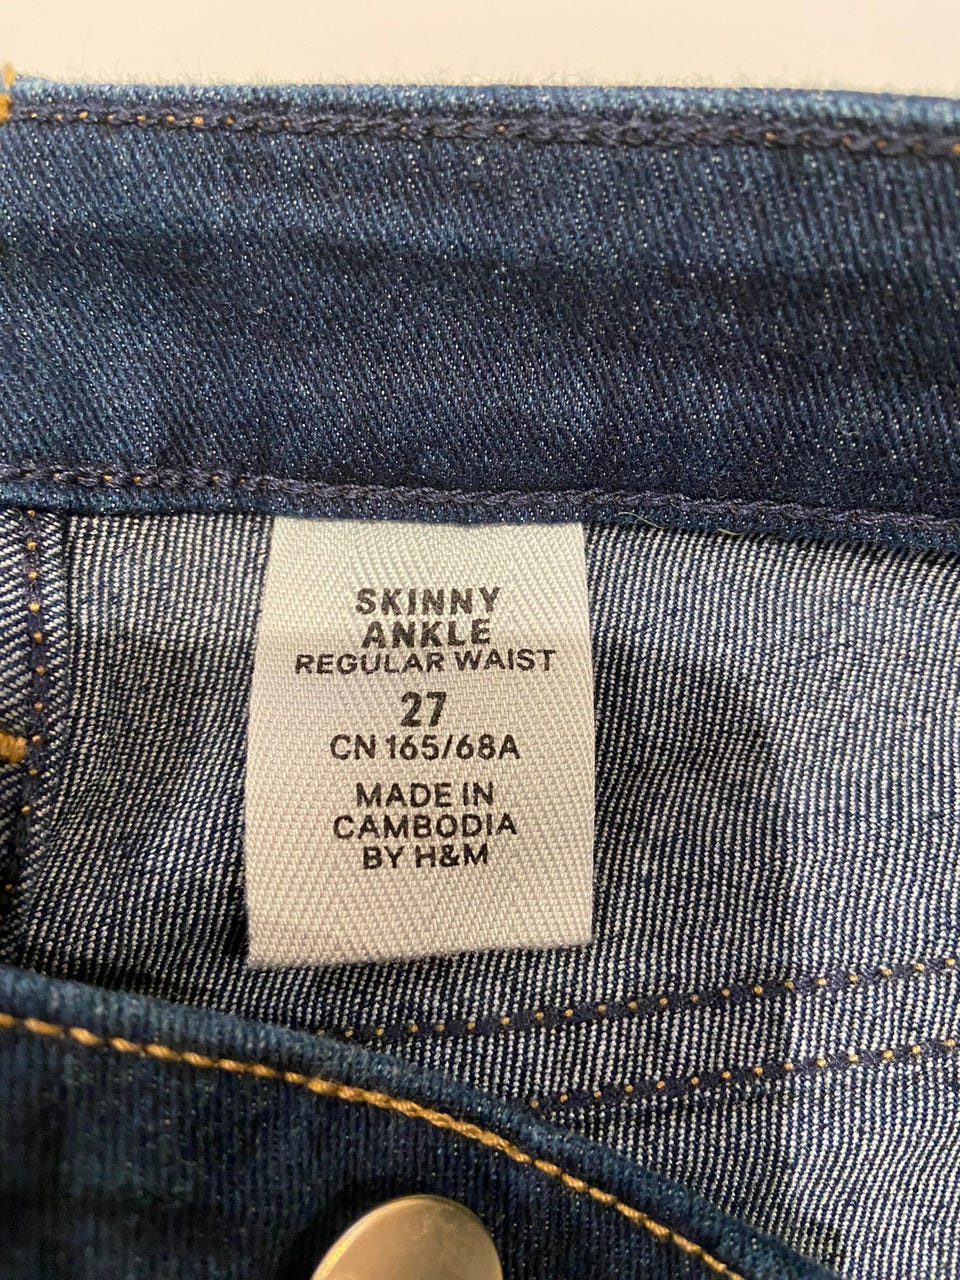 SKINNY
ANKLE
REGULAR WAIST
27
CN 165/68A
MADE IN
CAMBODIA
BY H&M